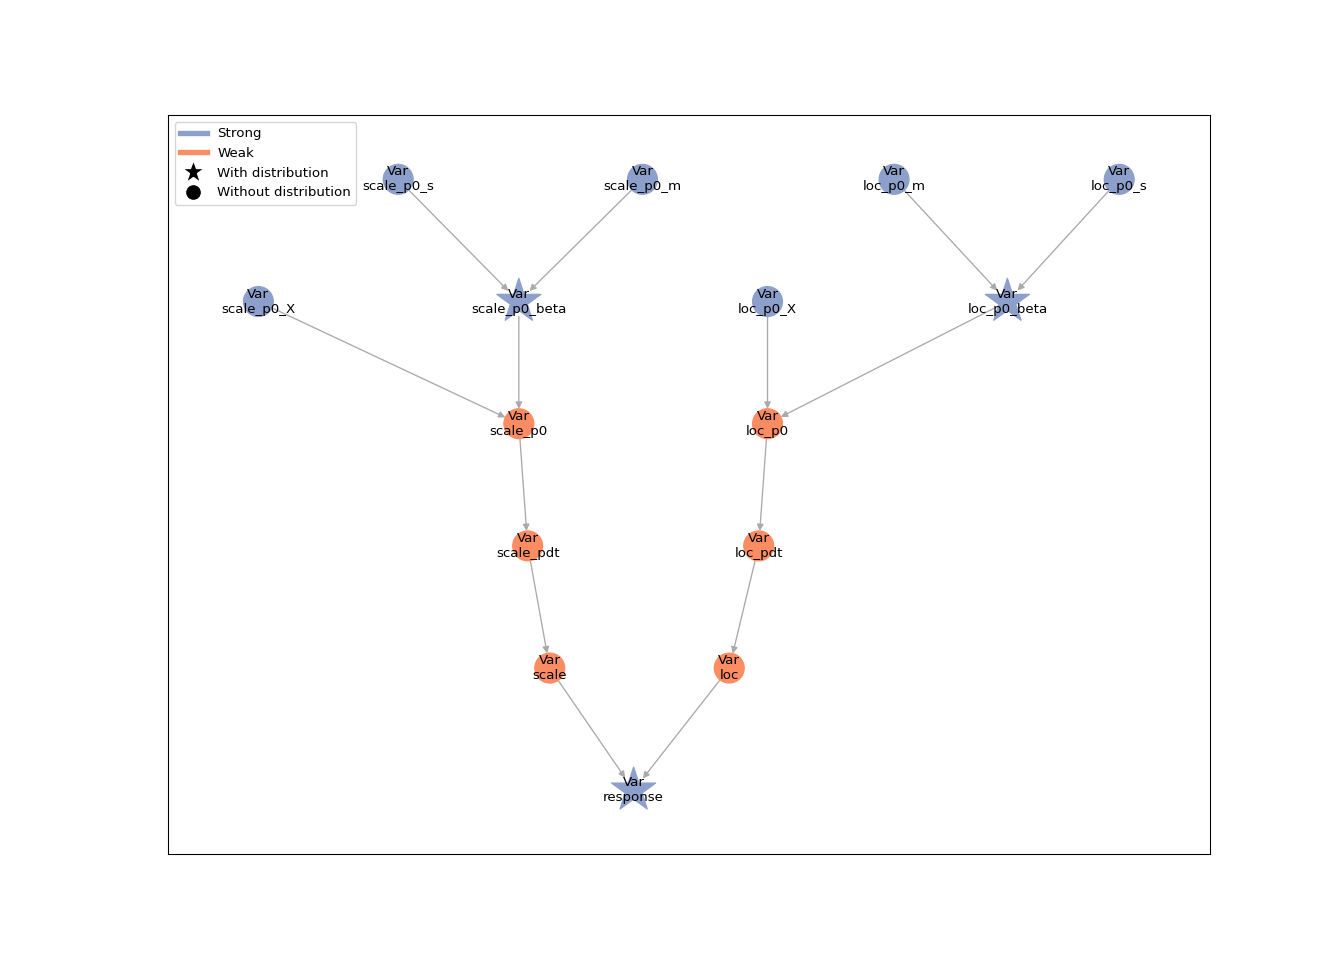 Strong
Weak
With distribution
Without distribution
Var
scale_p0_s
Var
scale_p0_m
Var
loc_p0_m
Var
loc_p0_s
Var
scale_p0_X
Var
scale_p0_beta
Var
loc_p0_X
Var
loc_p0_beta
Var
scale_p0
Var
loc_p0
Var
scale_pdt
Var
loc_pdt
Var
scale
Var
loc
Var
response